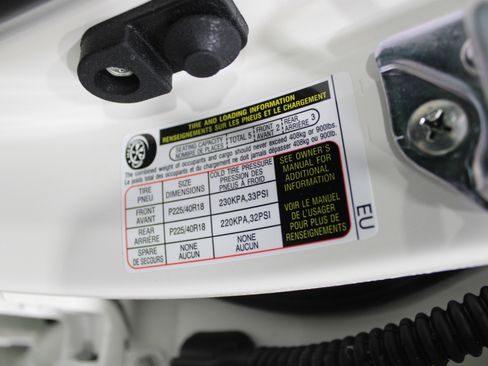 TIRE AND LOADING INFORMATION
RENSEIGNEMENTS SUR LES PNEUS ET LE CHARGEMENT
SEATING CAPACITY NOMBRE DE PLACES TOTAL 5 FRONT AVANT 2 REAR ARRIÈRE 3
The combined weight of occupants and cargo should never exceed 408kg or 900lbs.
Le poids total des occupants et du chargement ne doit jamais dépasser 408kg ou 900lb.
TIRE PNEU SIZE DIMENSIONS COLD TIRE PRESSURE PRESSION DES PNEUS À FROID
FRONT AVANT P225/40R18 230KPA,33PSI
REAR ARRIÈRE P225/40R18 220KPA,32PSI
SPARE DE SECOURS NONE AUCUN NONE AUCUN
SEE OWNER'S
MANUAL FOR
ADDITIONAL
INFORMATION
VOIR LE MANUEL
DE L'USAGER
POUR PLUS DE
RENSEIGNEMENTS
EU